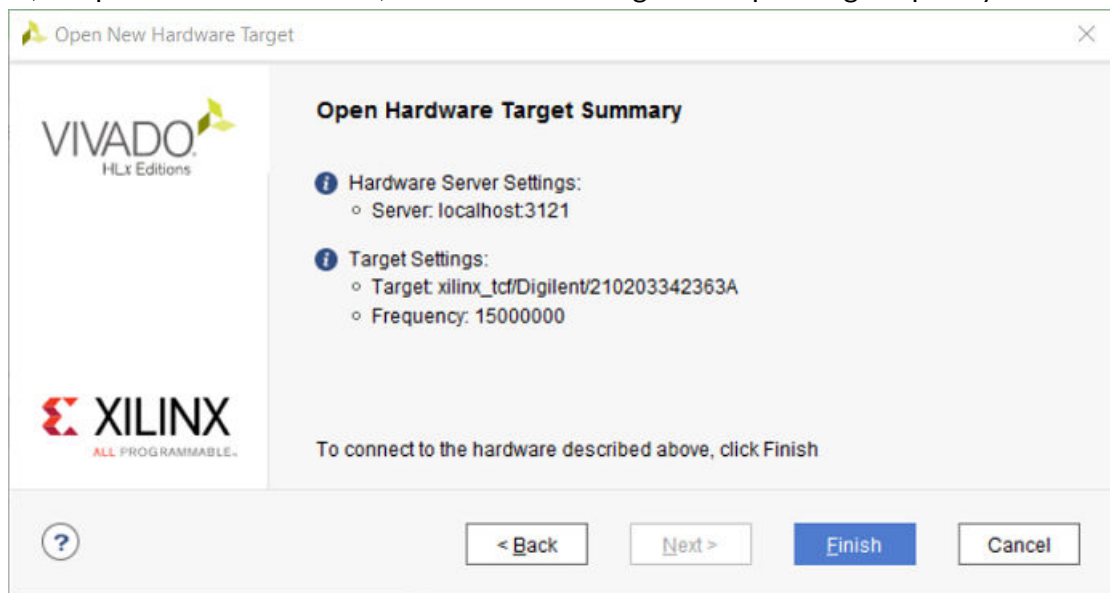 Open New Hardware Target
VIVADO.
HLx Editions
Open Hardware Target Summary
Hardware Server Settings:
Server: localhost:3121
Target Settings:
Target: xilinx_tcf/Digilent/210203342363A
Frequency: 15000000
XILINX
ALL PROGRAMMABLE.
To connect to the hardware described above, click Finish
?
< Back
Next >
Finish
Cancel